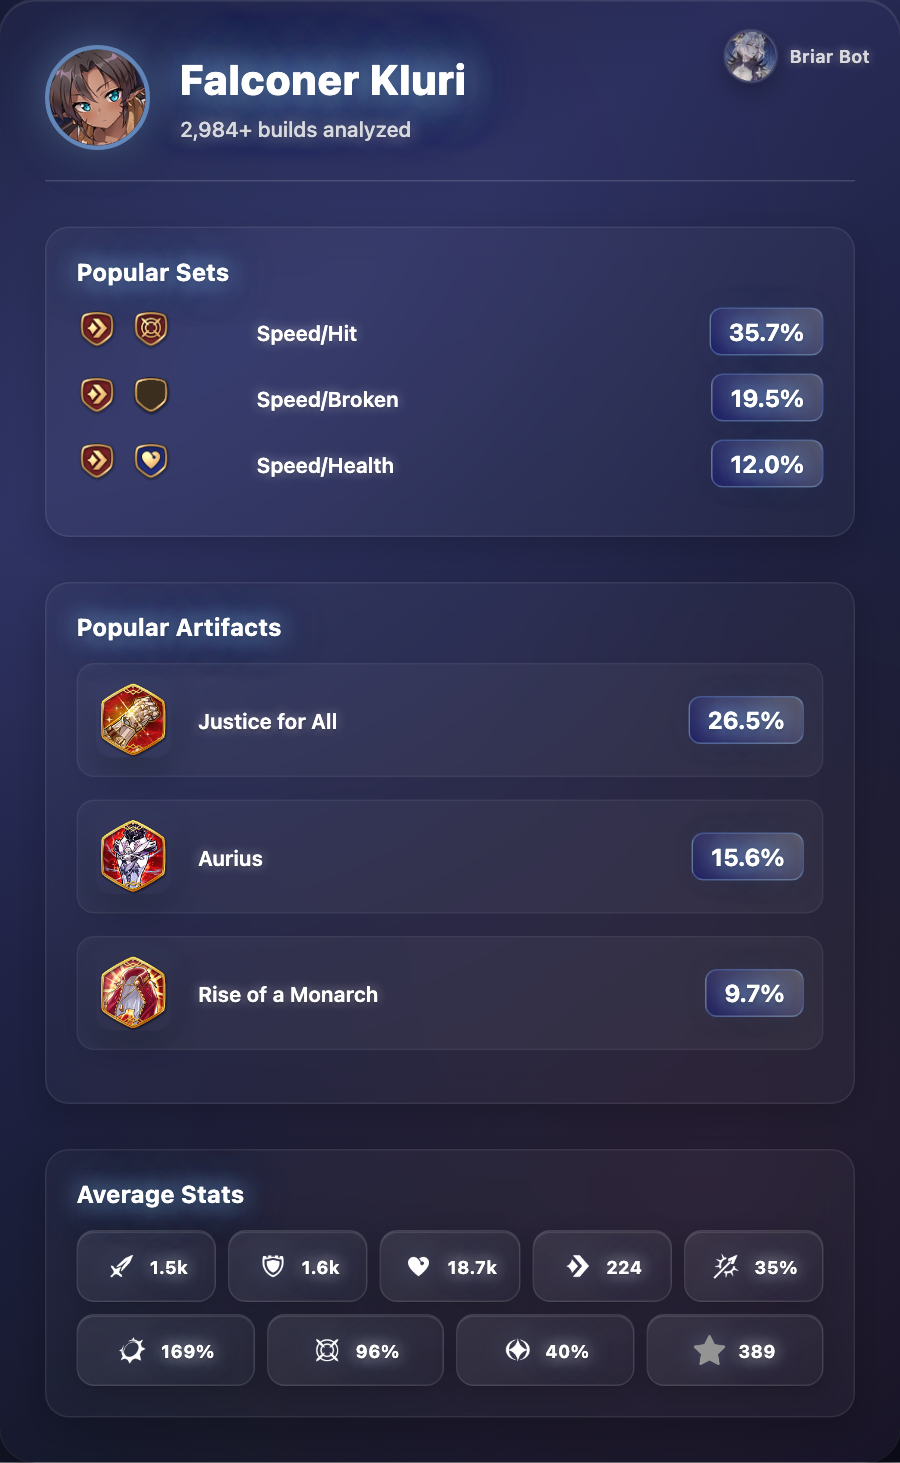 Falconer Kluri
2,984+ builds analyzed
Briar Bot
Popular Sets
Speed/Hit
35.7%
Speed/Broken
19.5%
Speed/Health
12.0%
Popular Artifacts
Justice for All
26.5%
Aurius
15.6%
Rise of a Monarch
9.7%
Average Stats
1.5k
1.6k
18.7k
224
35%
169%
96%
40%
389